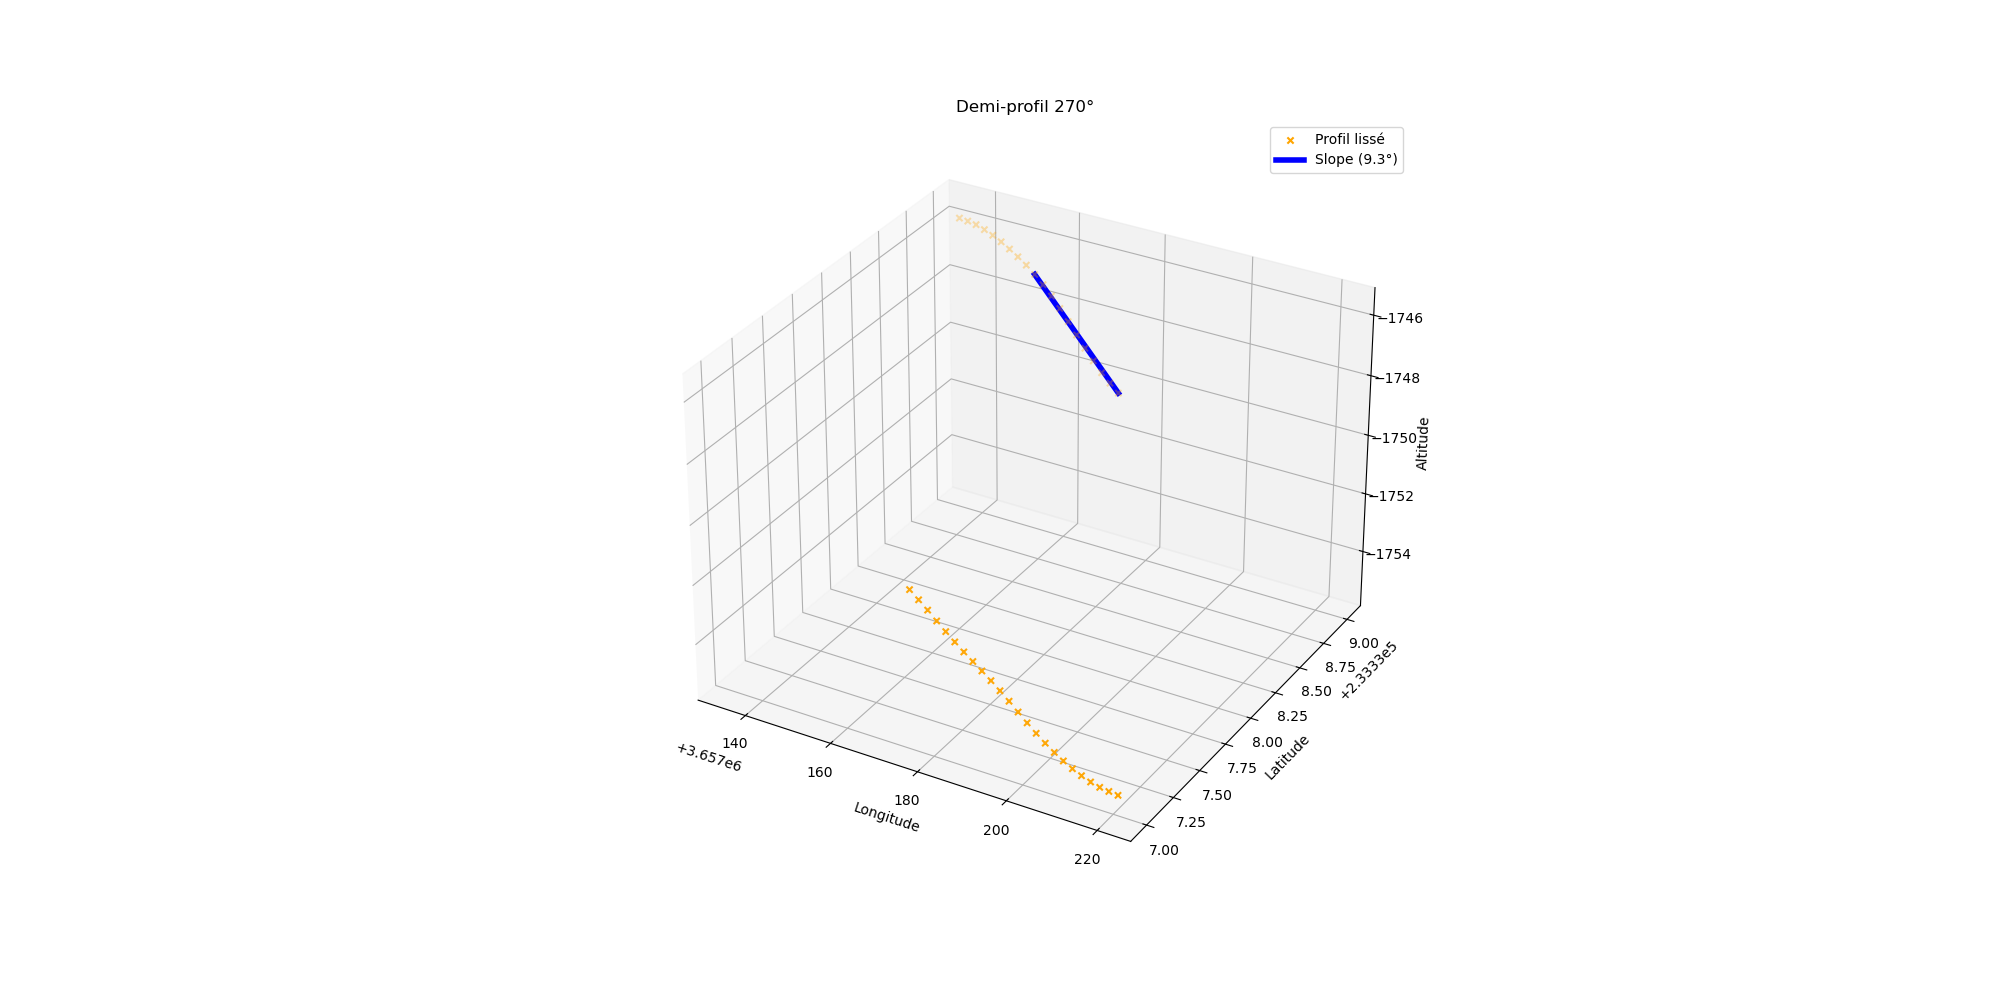 Demi-profil 270°
Profil lissé
Slope (9.3°)
−1746
−1748
−1750
−1752
−1754
Altitude
9.00
8.75
8.50
8.25
8.00
7.75
7.50
7.25
7.00
+2.3333e5
Latitude
140
160
180
200
220
+3.657e6
Longitude